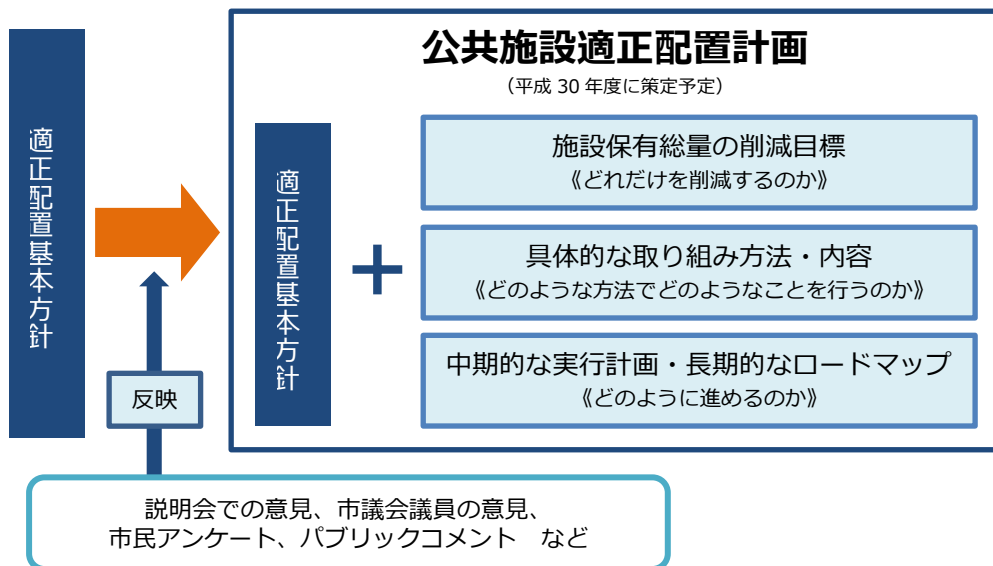 適正配置基本方針
公共施設適正配置計画
（平成 30 年度に策定予定）
適正配置基本方針
＋
施設保有総量の削減目標
《どれだけを削減するのか》
具体的な取り組み方法・内容
《どのような方法でどのようなことを行うのか》
中期的な実行計画・長期的なロードマップ
《どのように進めるのか》
反映
説明会での意見、市議会議員の意見、
市民アンケート、パブリックコメント　など